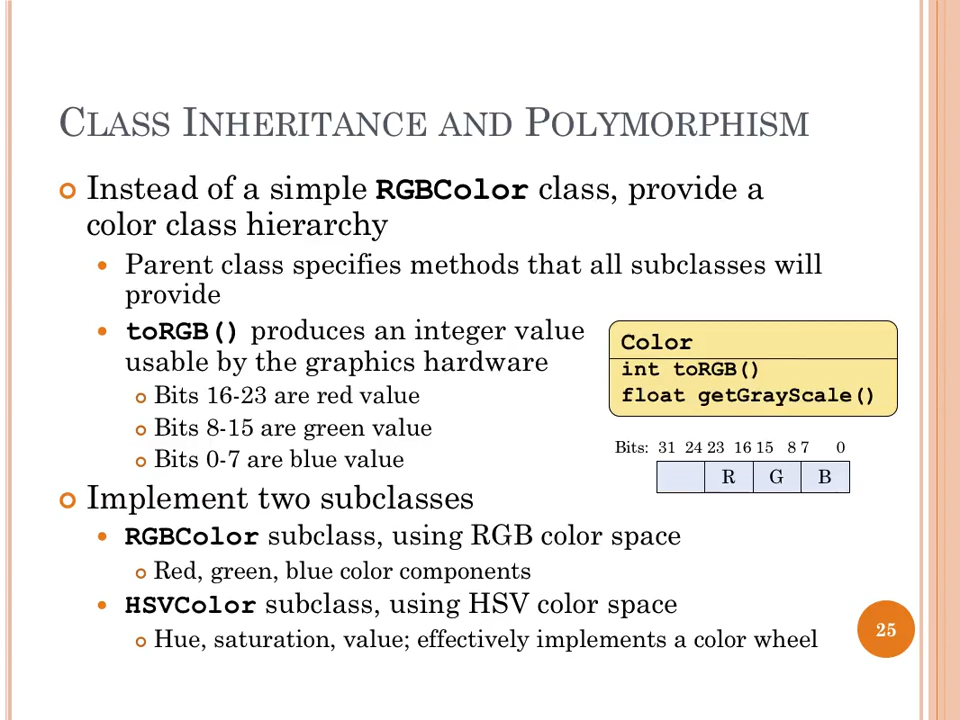 CLASS INHERITANCE AND POLYMORPHISM
Instead of a simple RGBColor class, provide a
color class hierarchy
Parent class specifies methods that all subclasses will
provide
toRGB() produces an integer value
usable by the graphics hardware
Bits 16-23 are red value
Bits 8-15 are green value
Bits 0-7 are blue value
Color
int toRGB()
float getGrayScale()
Bits: 31 24 23 16 15 8 7 0
R G B
Implement two subclasses
RGBColor subclass, using RGB color space
Red, green, blue color components
HSVColor subclass, using HSV color space
Hue, saturation, value; effectively implements a color wheel
25